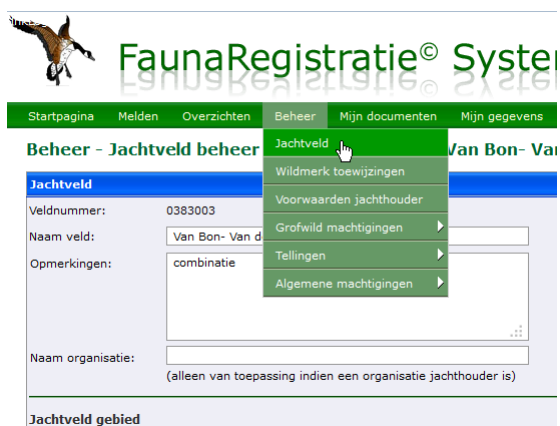 FaunaRegistratie© Syste
Startpagina Melden Overzichten Beheer Mijn documenten Mijn gegevens
Beheer - Jachtveld beheer Van Bon- Va
Jachtveld
Wildmerk toewijzingen
Voorwaarden jachthouder
Grofwild machtigingen
Tellingen
Algemene machtigingen
Jachtveld
Veldnummer: 0383003
Naam veld: Van Bon- Van d
Opmerkingen: combinatie
Naam organisatie:
(alleen van toepassing indien een organisatie jachthouder is)
Jachtveld gebied